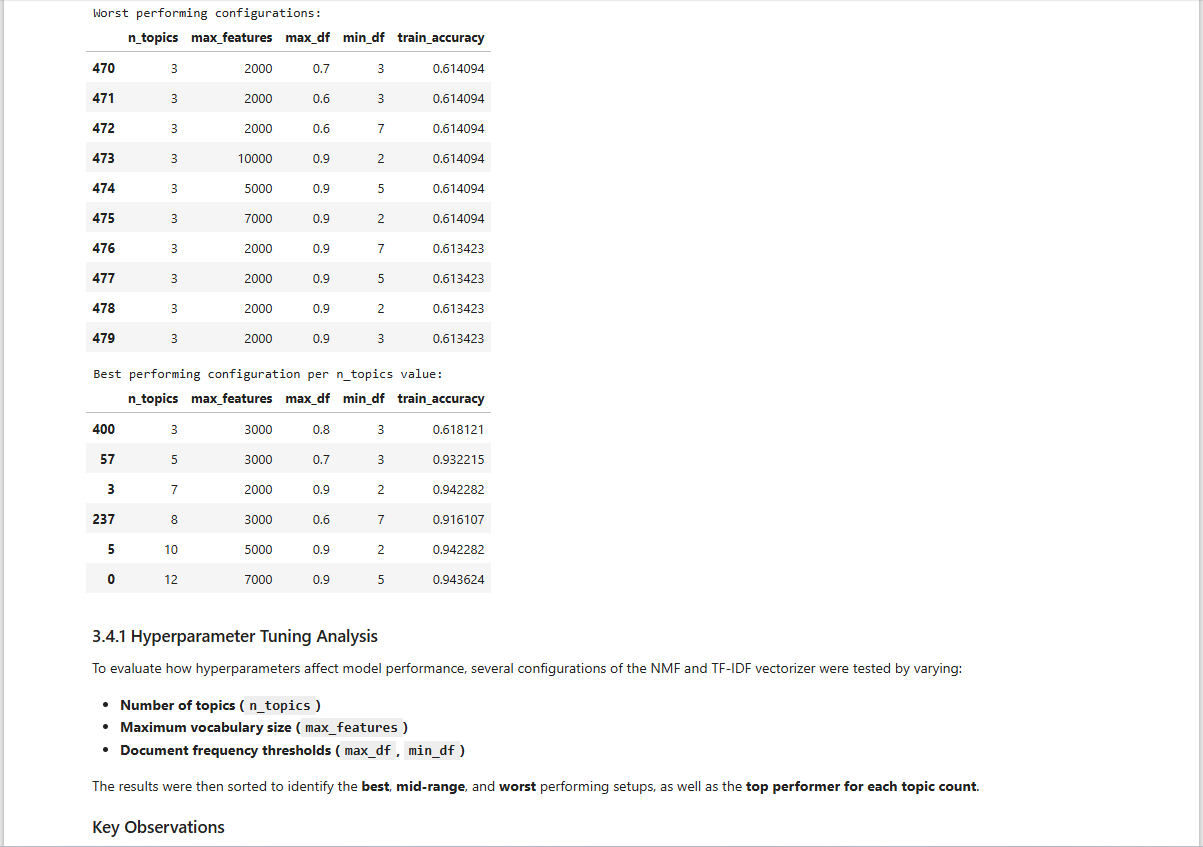 Worst performing configurations:
n_topics max_features max_df min_df train_accuracy
470 3 2000 0.7 3 0.614094
471 3 2000 0.6 3 0.614094
472 3 2000 0.6 7 0.614094
473 3 10000 0.9 2 0.614094
474 3 5000 0.9 5 0.614094
475 3 7000 0.9 2 0.614094
476 3 2000 0.9 7 0.613423
477 3 2000 0.9 5 0.613423
478 3 2000 0.9 2 0.613423
479 3 2000 0.9 3 0.613423
Best performing configuration per n_topics value:
n_topics max_features max_df min_df train_accuracy
400 3 3000 0.8 3 0.618121
57 5 3000 0.7 3 0.932215
3 7 2000 0.9 2 0.942282
237 8 3000 0.6 7 0.916107
5 10 5000 0.9 2 0.942282
0 12 7000 0.9 5 0.943624
3.4.1 Hyperparameter Tuning Analysis
To evaluate how hyperparameters affect model performance, several configurations of the NMF and TF-IDF vectorizer were tested by varying:
• Number of topics ( n_topics )
• Maximum vocabulary size ( max_features )
• Document frequency thresholds ( max_df , min_df )
The results were then sorted to identify the best, mid-range, and worst performing setups, as well as the top performer for each topic count.
Key Observations